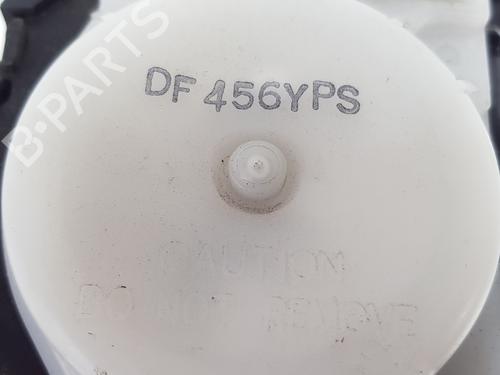 B-PARTS
DF 456YPS
CAUTION
DO NOT REMOVE